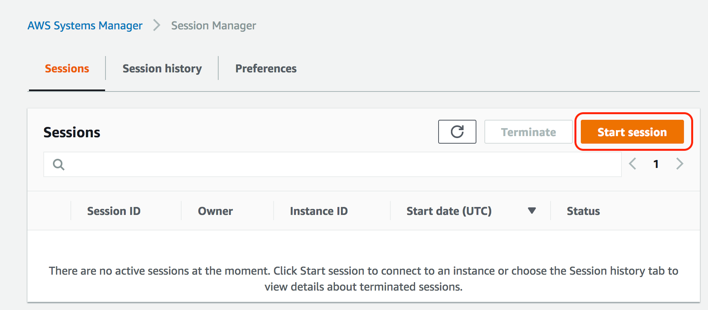 AWS Systems Manager > Session Manager
Sessions Session history Preferences
Sessions Terminate Start session
1
Session ID Owner Instance ID Start date (UTC) Status
There are no active sessions at the moment. Click Start session to connect to an instance or choose the Session history tab to
view details about terminated sessions.